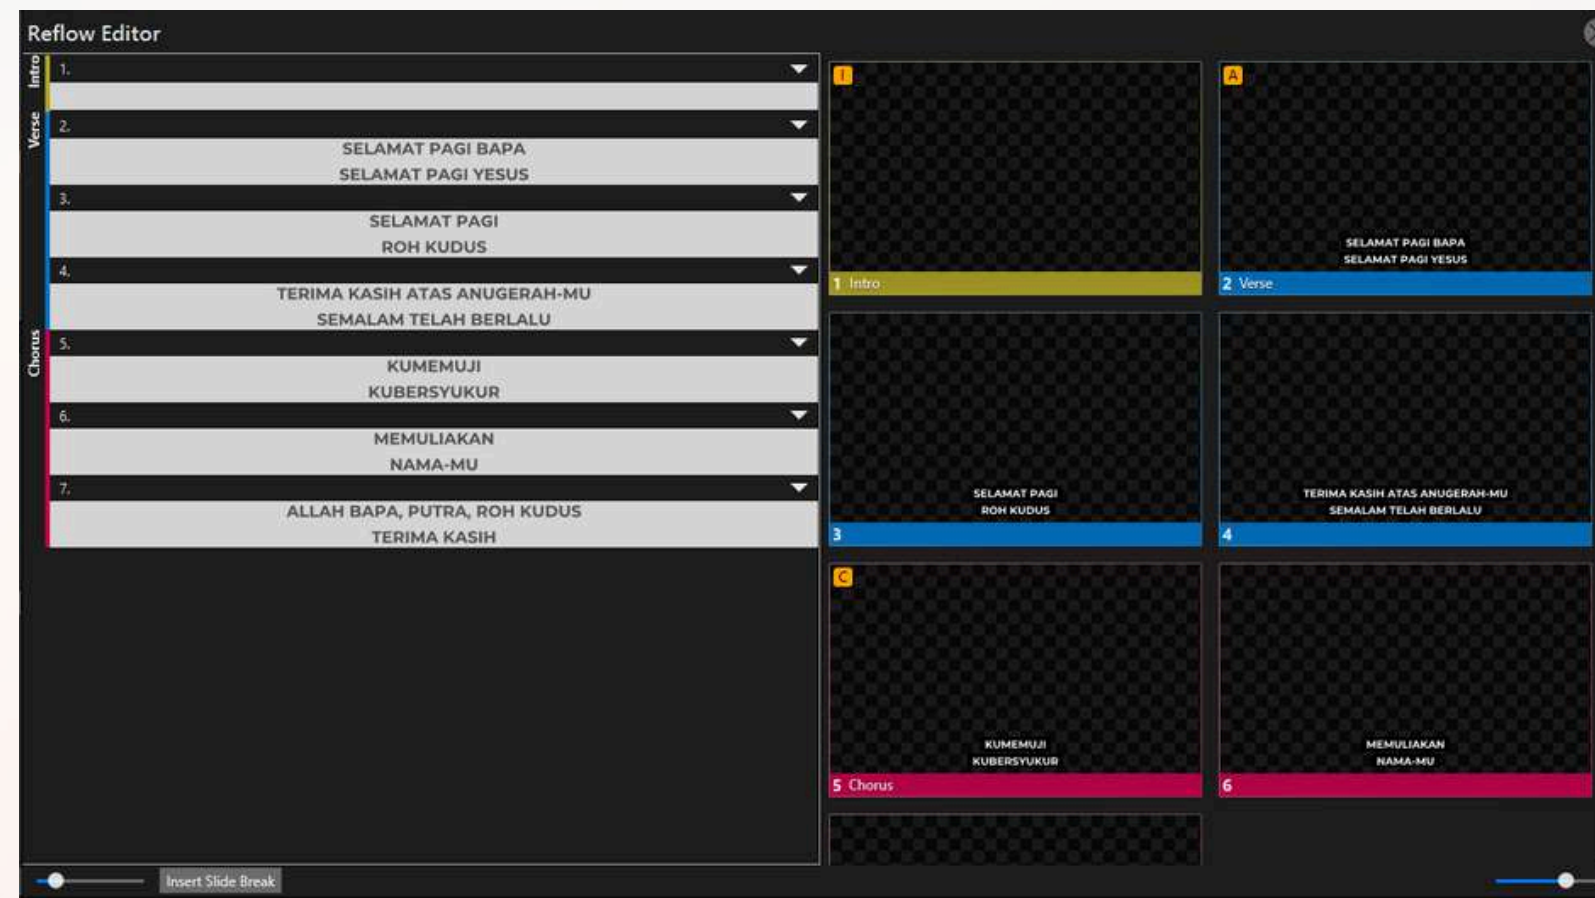 Reflow Editor
Intro
1.
Verse
2.
SELAMAT PAGI BAPA
SELAMAT PAGI YESUS
3.
SELAMAT PAGI
ROH KUDUS
4.
TERIMA KASIH ATAS ANUGERAH-MU
SEMALAM TELAH BERLALU
Chorus
5.
KUMEMUJI
KUBERSYUKUR
6.
MEMULIAKAN
NAMA-MU
7.
ALLAH BAPA, PUTRA, ROH KUDUS
TERIMA KASIH
Insert Slide Break
I
1 Intro
A
SELAMAT PAGI BAPA
SELAMAT PAGI YESUS
2 Verse
SELAMAT PAGI
ROH KUDUS
3
TERIMA KASIH ATAS ANUGERAH-MU
SEMALAM TELAH BERLALU
4
C
KUMEMUJI
KUBERSYUKUR
5 Chorus
MEMULIAKAN
NAMA-MU
6